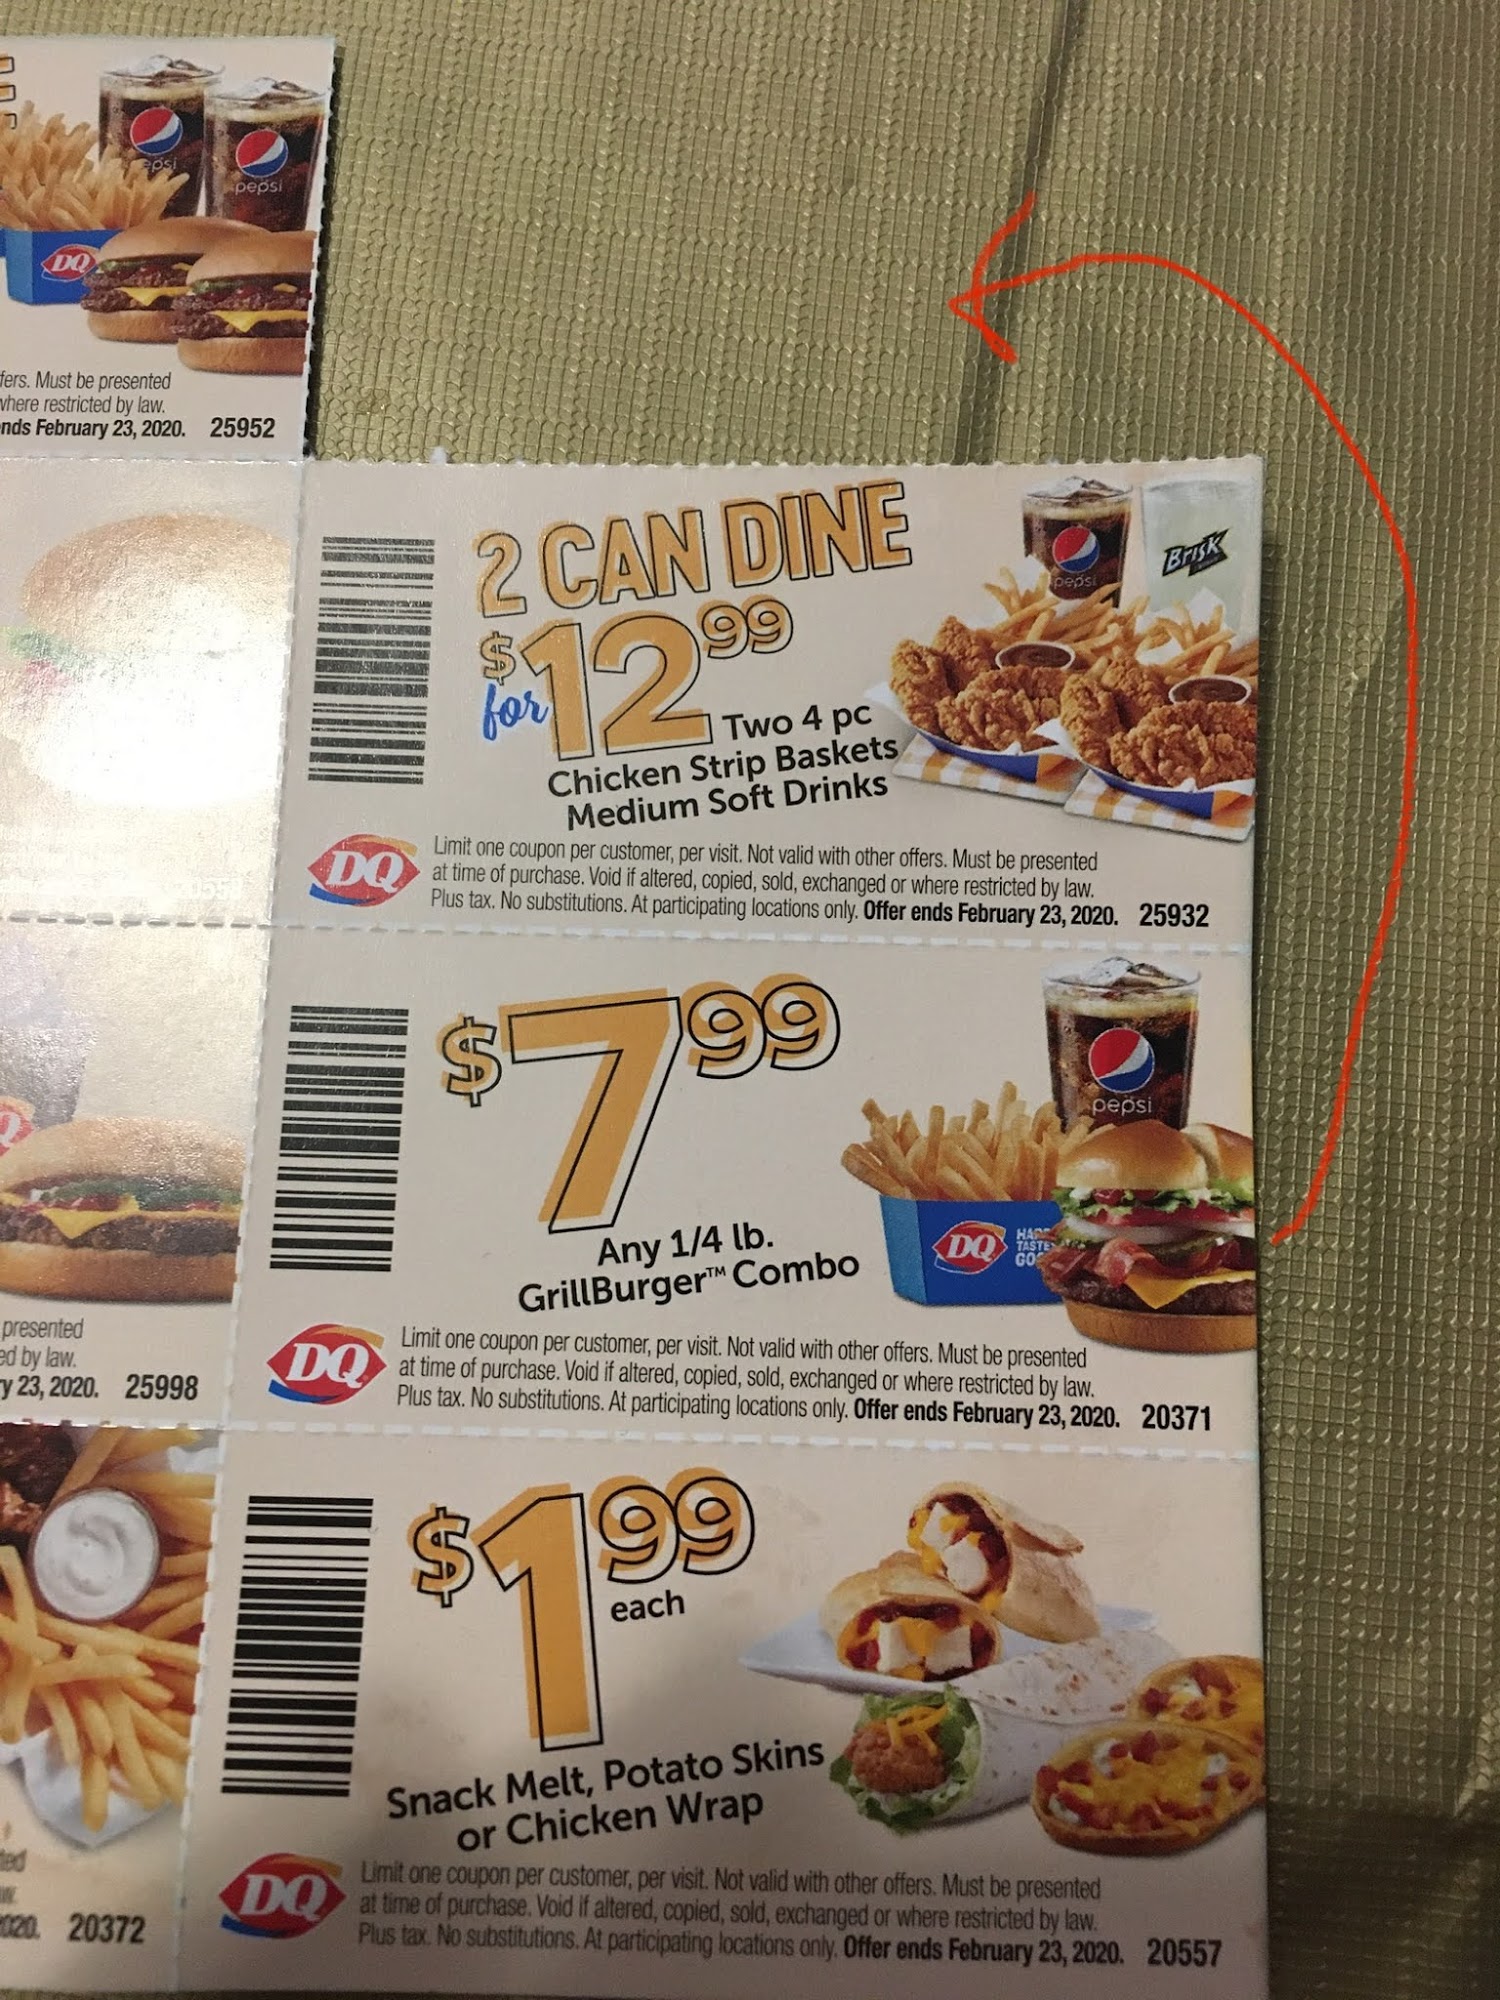 pepsi
pepsi
DQ
fers. Must be presented
where restricted by law.
ends February 23, 2020. 25952
2 CAN DINE
for $12 99
Two 4 pc
Chicken Strip Baskets
Medium Soft Drinks
pepsi
Brisk
DQ
Limit one coupon per customer, per visit. Not valid with other offers. Must be presented
at time of purchase. Void if altered, copied, sold, exchanged or where restricted by law.
Plus tax. No substitutions. At participating locations only. Offer ends February 23, 2020. 25932
presented
ed by law.
y 23, 2020. 25998
$7 99
Any 1/4 lb.
GrillBurger™ Combo
pepsi
DQ
DQ
Limit one coupon per customer, per visit. Not valid with other offers. Must be presented
at time of purchase. Void if altered, copied, sold, exchanged or where restricted by law.
Plus tax. No substitutions. At participating locations only. Offer ends February 23, 2020. 20371
2020. 20372
$1 99
each
Snack Melt, Potato Skins
or Chicken Wrap
DQ
Limit one coupon per customer, per visit. Not valid with other offers. Must be presented
at time of purchase. Void if altered, copied, sold, exchanged or where restricted by law.
Plus tax. No substitutions. At participating locations only. Offer ends February 23, 2020. 20557